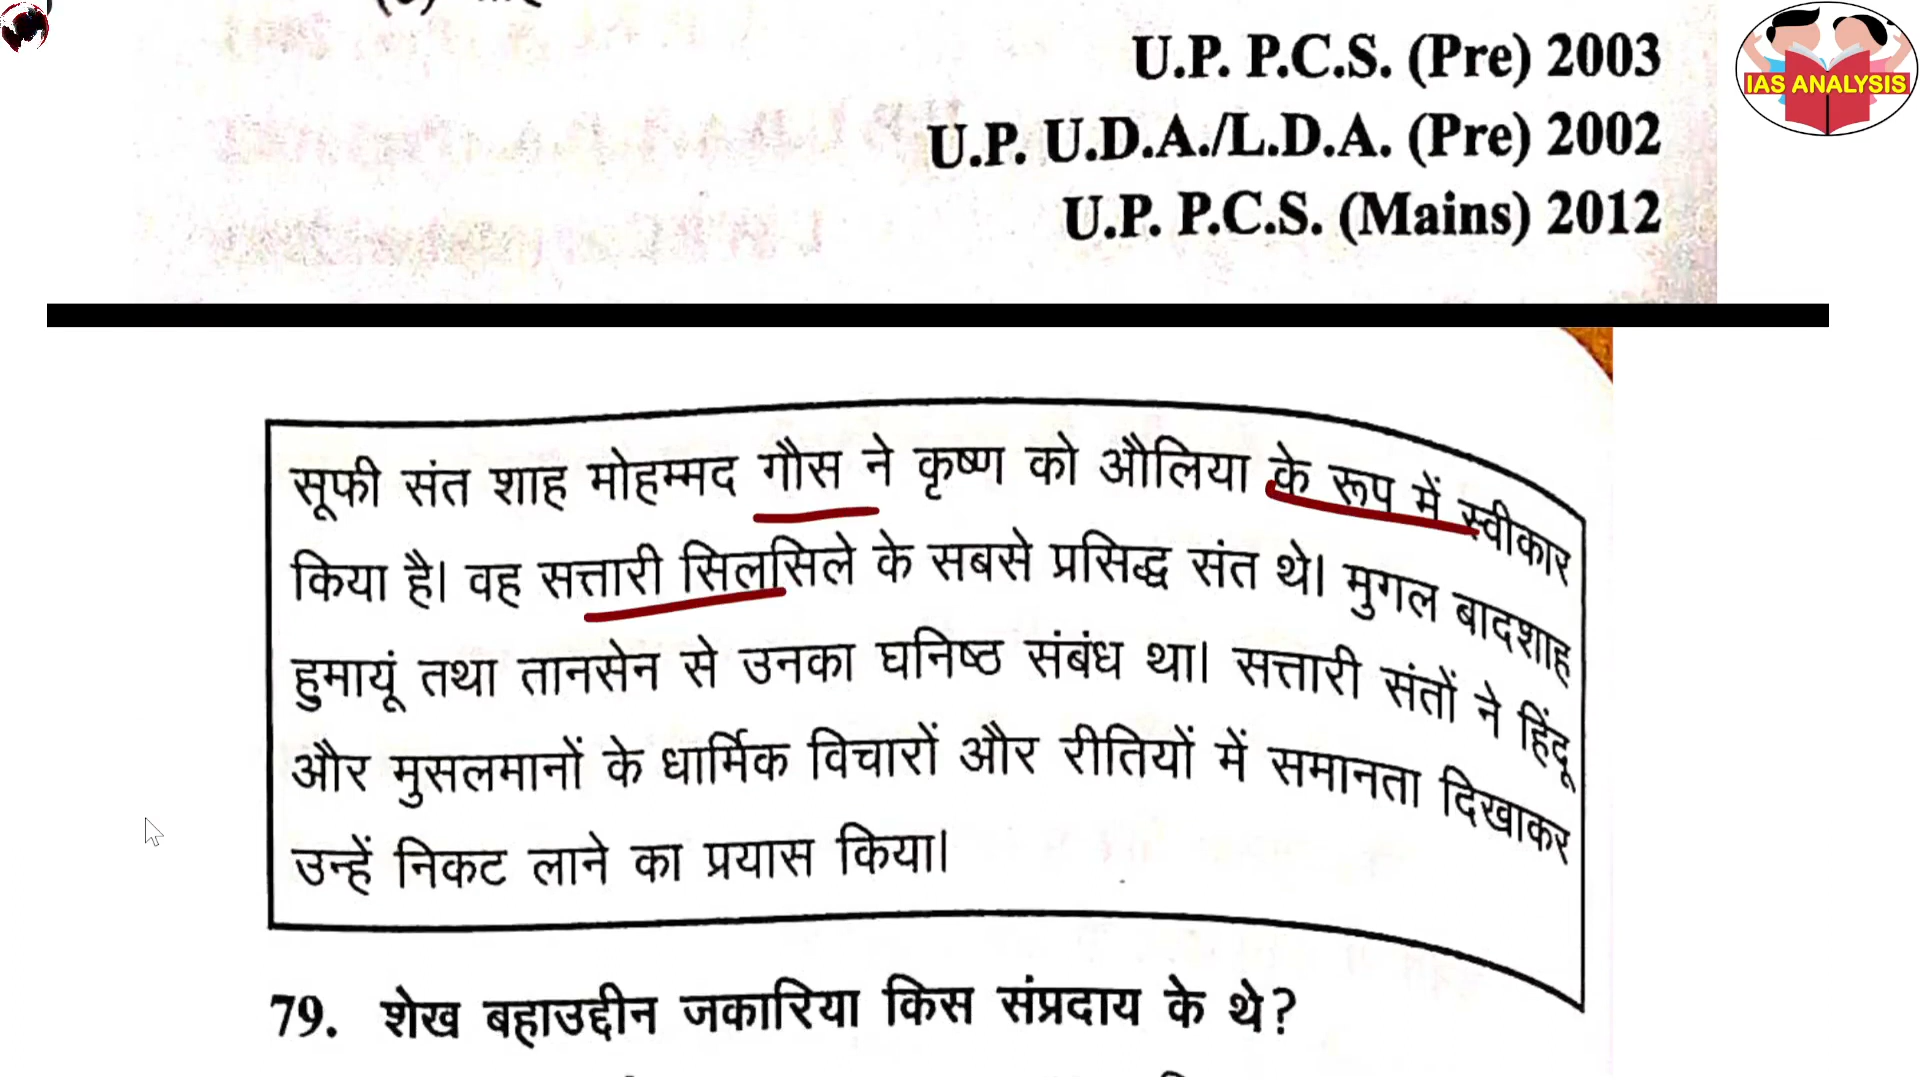 U.P. P.C.S. (Pre) 2003
IAS ANALYSIS
U.P. U.D.A./L.D.A. (Pre) 2002
U.P. P.C.S. (Mains) 2012
सूफी संत शाह मोहम्मद गौस ने कृष्ण को औलिया के रूप में स्वीकार
किया है। वह सत्तारी सिलसिले के सबसे प्रसिद्ध संत थे। मुगल बादशाह
हुमायूं तथा तानसेन से उनका घनिष्ठ संबंध था। सत्तारी संतों ने हिंदू
और मुसलमानों के धार्मिक विचारों और रीतियों में समानता दिखाकर
उन्हें निकट लाने का प्रयास किया।
79. शेख बहाउद्दीन जकारिया किस संप्रदाय के थे?